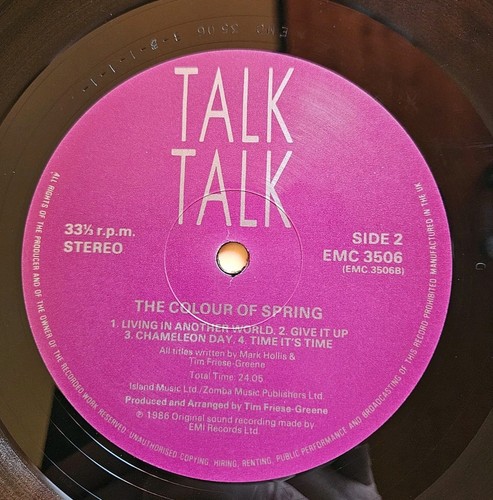 TALK
TALK
33⅓ r.p.m.
STEREO
SIDE 2
EMC 3506
(EMC.3506B)
THE COLOUR OF SPRING
1. LIVING IN ANOTHER WORLD. 2. GIVE IT UP
3. CHAMELEON DAY. 4. TIME IT'S TIME
All titles written by Mark Hollis &
Tim Friese-Greene
Total Time: 24.05
Island Music Ltd./Zomba Music Publishers Ltd.
Produced and Arranged by Tim Friese-Greene
℗ 1986 Original sound recording made by
EMI Records Ltd.
ALL RIGHTS OF THE PRODUCER AND OF THE OWNER OF THE RECORDED WORK RESERVED. UNAUTHORISED COPYING, HIRING, RENTING, PUBLIC PERFORMANCE AND BROADCASTING OF THIS RECORD PROHIBITED. MANUFACTURED IN THE UK.